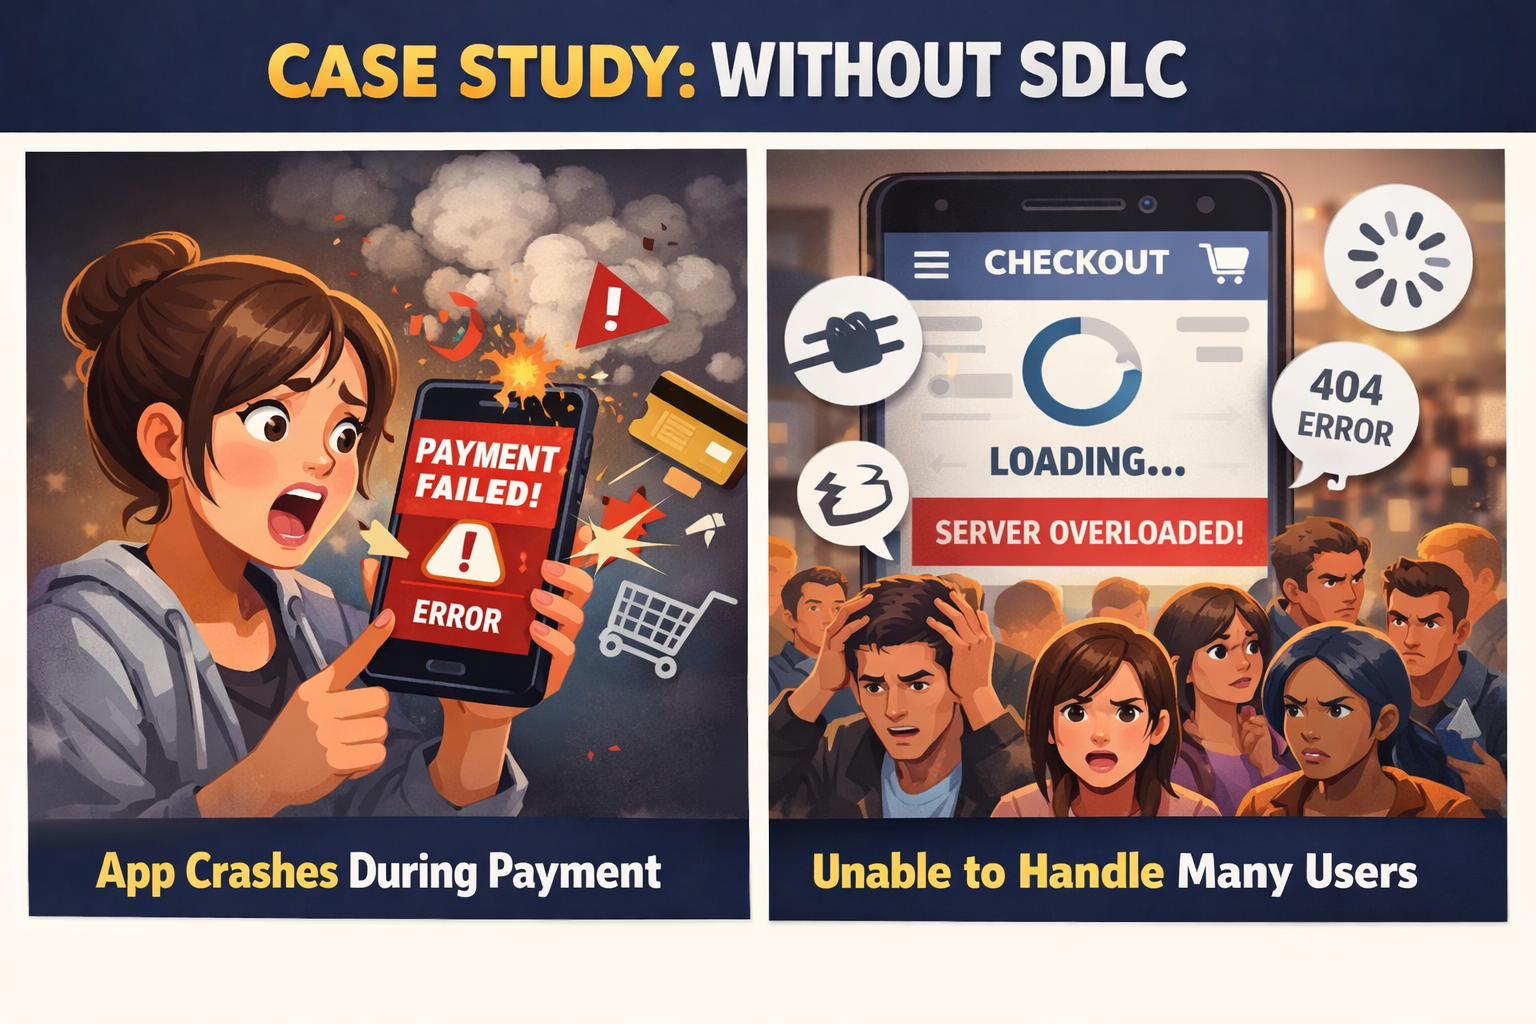 CASE STUDY: WITHOUT SDLC
PAYMENT
FAILED!
!
ERROR
!
App Crashes During Payment
CHECKOUT
LOADING...
SERVER OVERLOADED!
404
ERROR
Unable to Handle Many Users